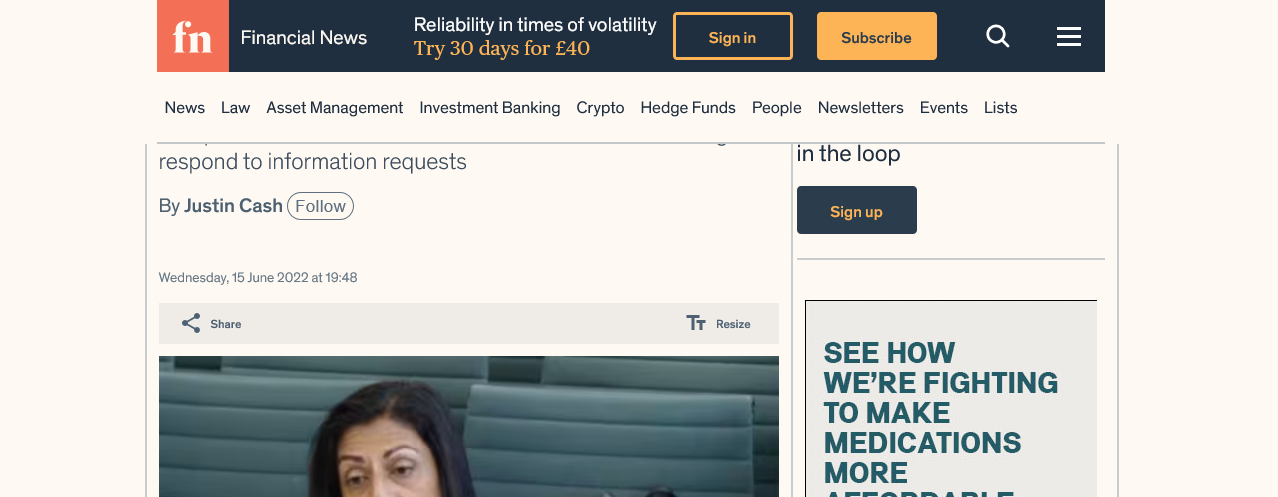 fn
Financial News
Reliability in times of volatility
Try 30 days for £40
Sign in
Subscribe
News Law Asset Management Investment Banking Crypto Hedge Funds People Newsletters Events Lists
respond to information requests
By Justin Cash Follow
Wednesday, 15 June 2022 at 19:48
Share
Resize
in the loop
Sign up
SEE HOW
WE'RE FIGHTING
TO MAKE
MEDICATIONS
MORE
AFFORDABLE